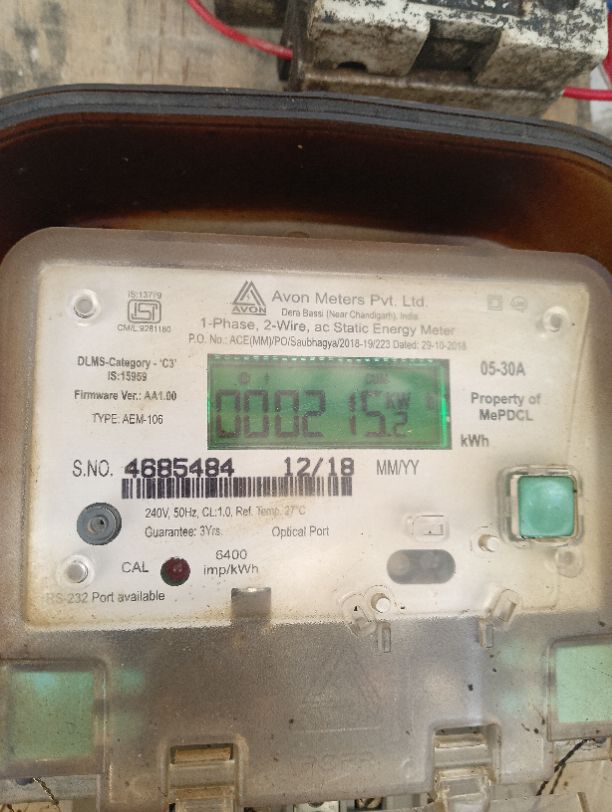 IS:13779
CM/L:9281160
AVON
Avon Meters Pvt. Ltd.
Dera Bassi (Near Chandigarh), India
1-Phase, 2-Wire, ac Static Energy Meter
P.O. No.: ACE(MM)/PO/Saubhagya/2018-19/223 Dated: 29-10-2018
DLMS-Category - 'C3'
IS:15959
Firmware Ver.: AA1.00
TYPE: AEM-106
CUM
000215.2
KW
kWh
05-30A
Property of
MePDCL
S.NO. 4685484 12/18 MM/YY
240V, 50Hz, CL:1.0, Ref. Temp. 27°C
Guarantee: 3Yrs. Optical Port
CAL
6400
imp/kWh
RS-232 Port available